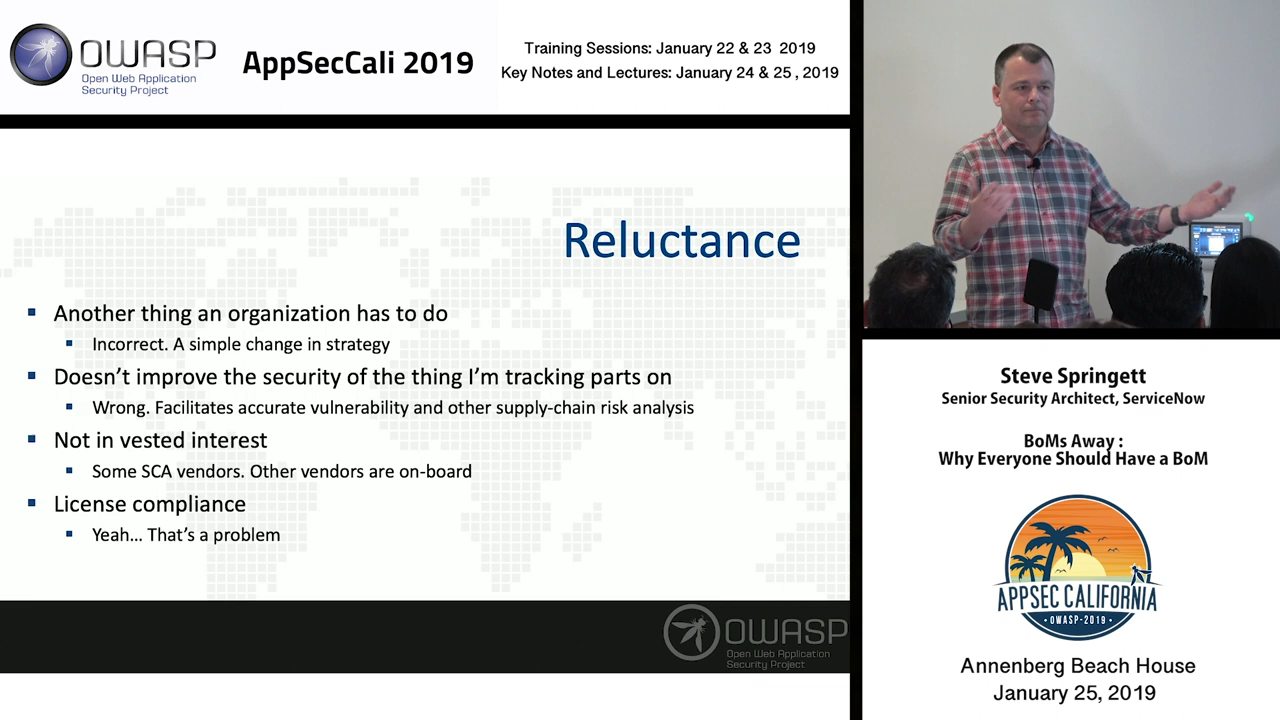 OWASP
Open Web Application
Security Project
AppSecCali 2019
Training Sessions: January 22 & 23 2019
Key Notes and Lectures: January 24 & 25 , 2019
Reluctance
Another thing an organization has to do
Incorrect. A simple change in strategy
Doesn’t improve the security of the thing I’m tracking parts on
Wrong. Facilitates accurate vulnerability and other supply-chain risk analysis
Not in vested interest
Some SCA vendors. Other vendors are on-board
License compliance
Yeah… That’s a problem
OWASP
Open Web Application
Security Project
Steve Springett
Senior Security Architect, ServiceNow
BoMs Away :
Why Everyone Should Have a BoM
APPSEC CALIFORNIA
OWASP-2019
Annenberg Beach House
January 25, 2019